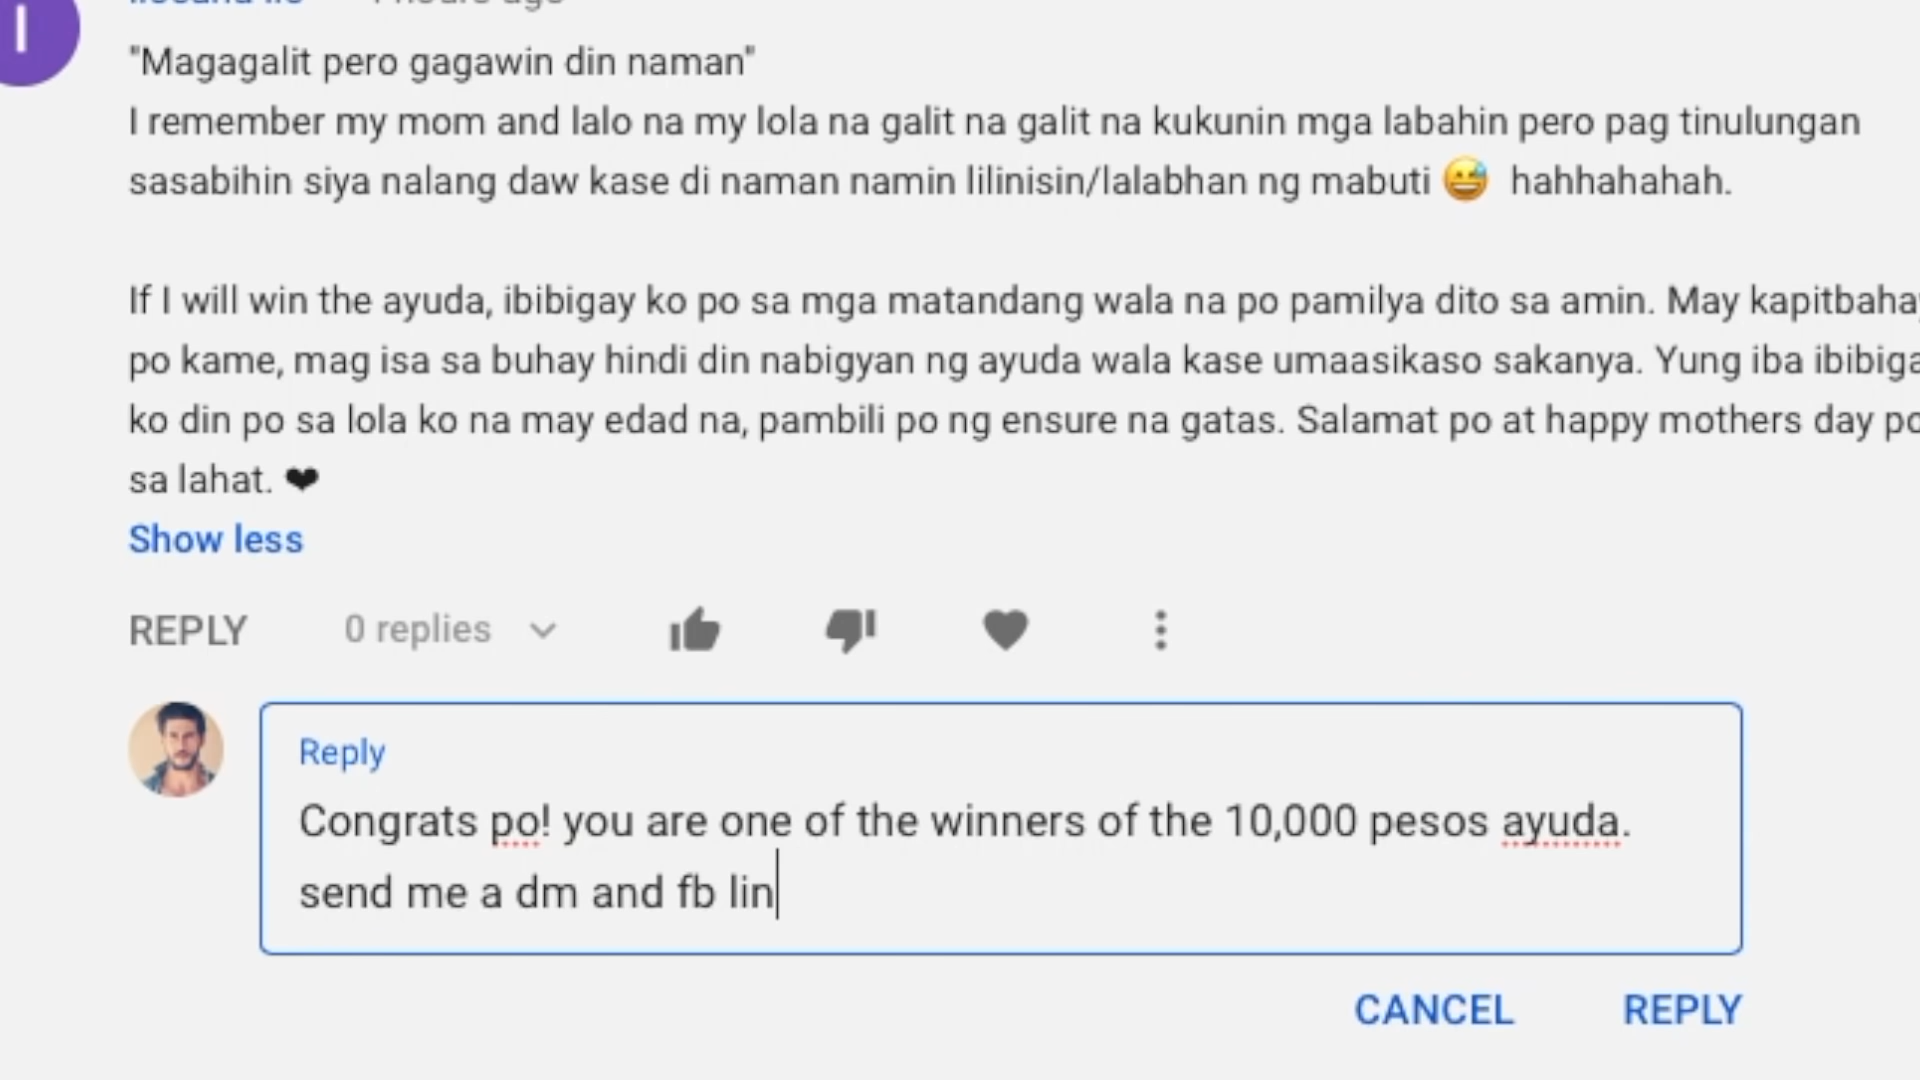 I
"Magagalit pero gagawin din naman"
I remember my mom and lalo na my lola na galit na galit na kukunin mga labahin pero pag tinulungan
sasabihin siya nalang daw kase di naman namin lilinisin/lalabhan ng mabuti 😅 hahhahahah.
If I will win the ayuda, ibibigay ko po sa mga matandang wala na po pamilya dito sa amin. May kapitbahay
po kame, mag isa sa buhay hindi din nabigyan ng ayuda wala kase umaasikaso sakanya. Yung iba ibibiga
ko din po sa lola ko na may edad na, pambili po ng ensure na gatas. Salamat po at happy mothers day po
sa lahat. ❤
Show less
REPLY 0 replies
Reply
Congrats po! you are one of the winners of the 10,000 pesos ayuda.
send me a dm and fb lin
CANCEL REPLY